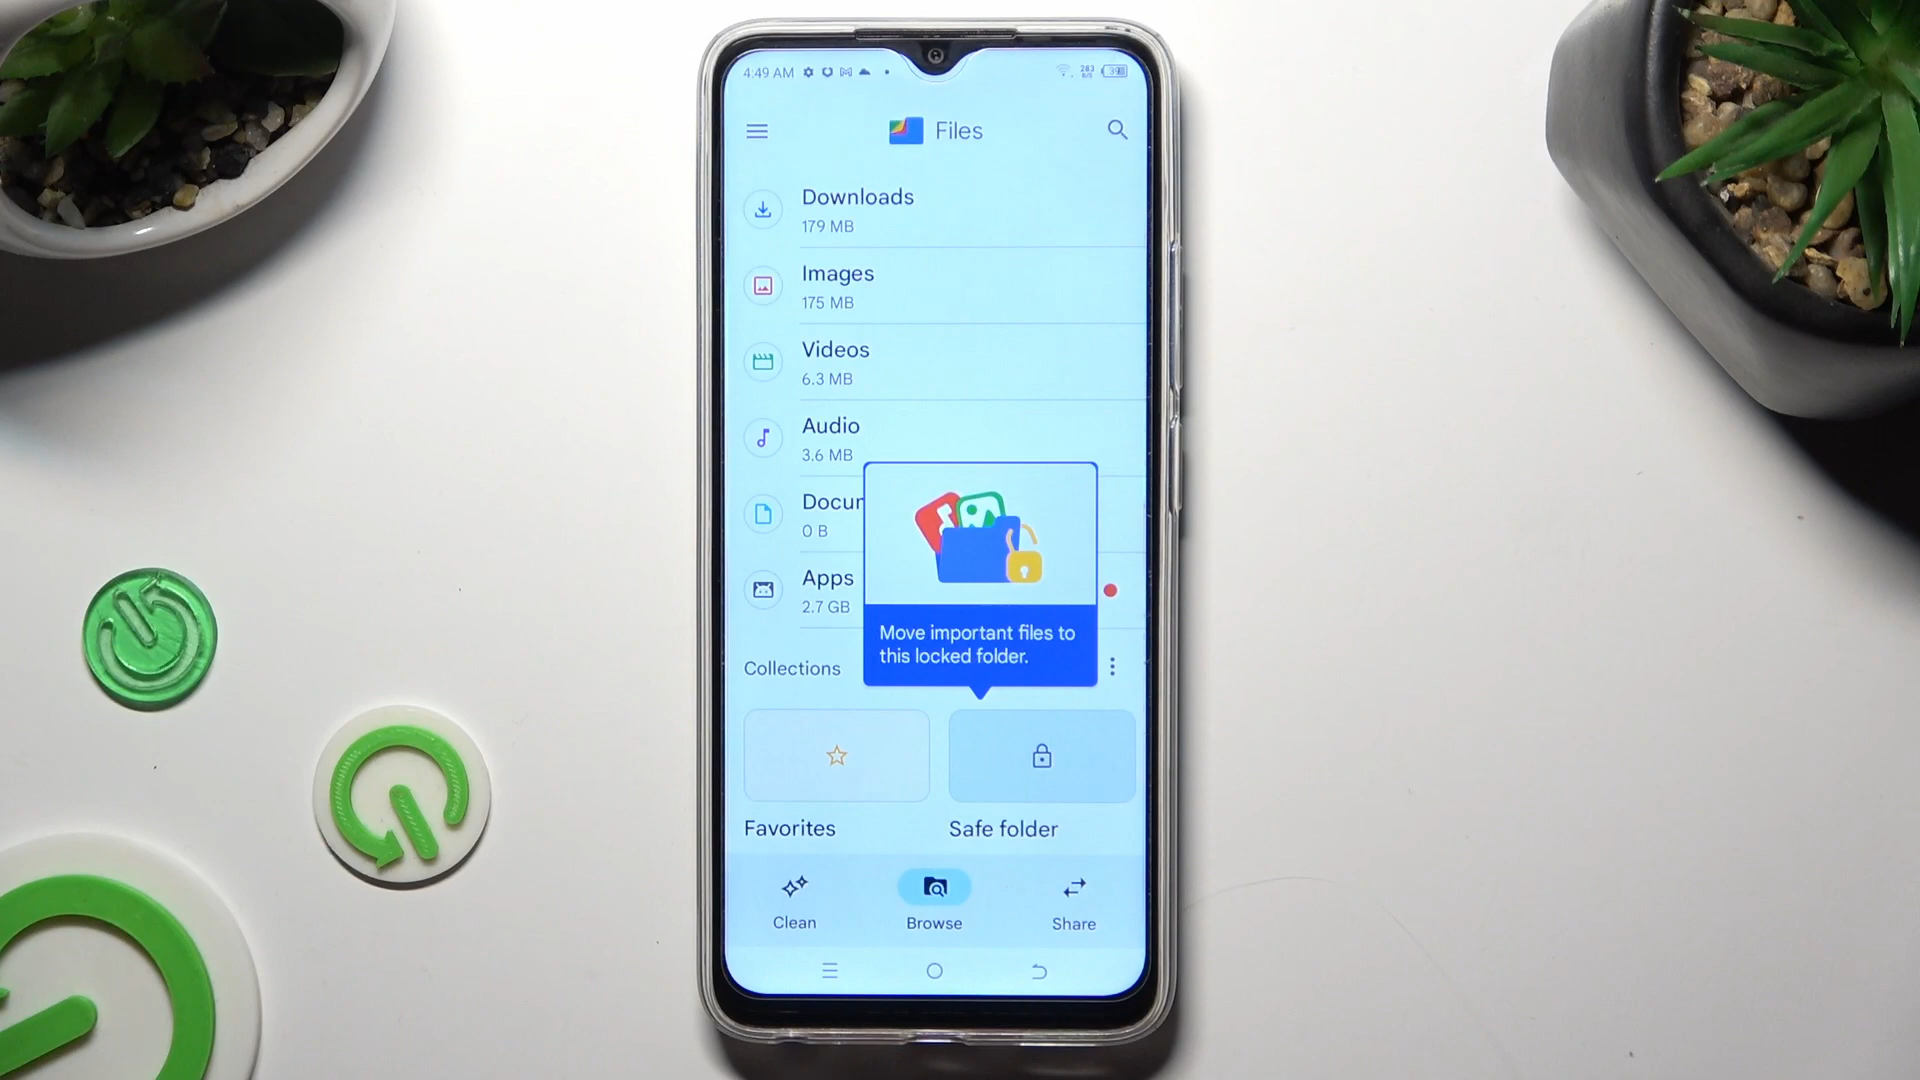 4:49 AM
283
B/S
39
Files
Downloads
179 MB
Images
175 MB
Videos
6.3 MB
Audio
3.6 MB
Docum
0 B
Apps
2.7 GB
Move important files to
this locked folder.
Collections
Favorites
Safe folder
Clean
Browse
Share